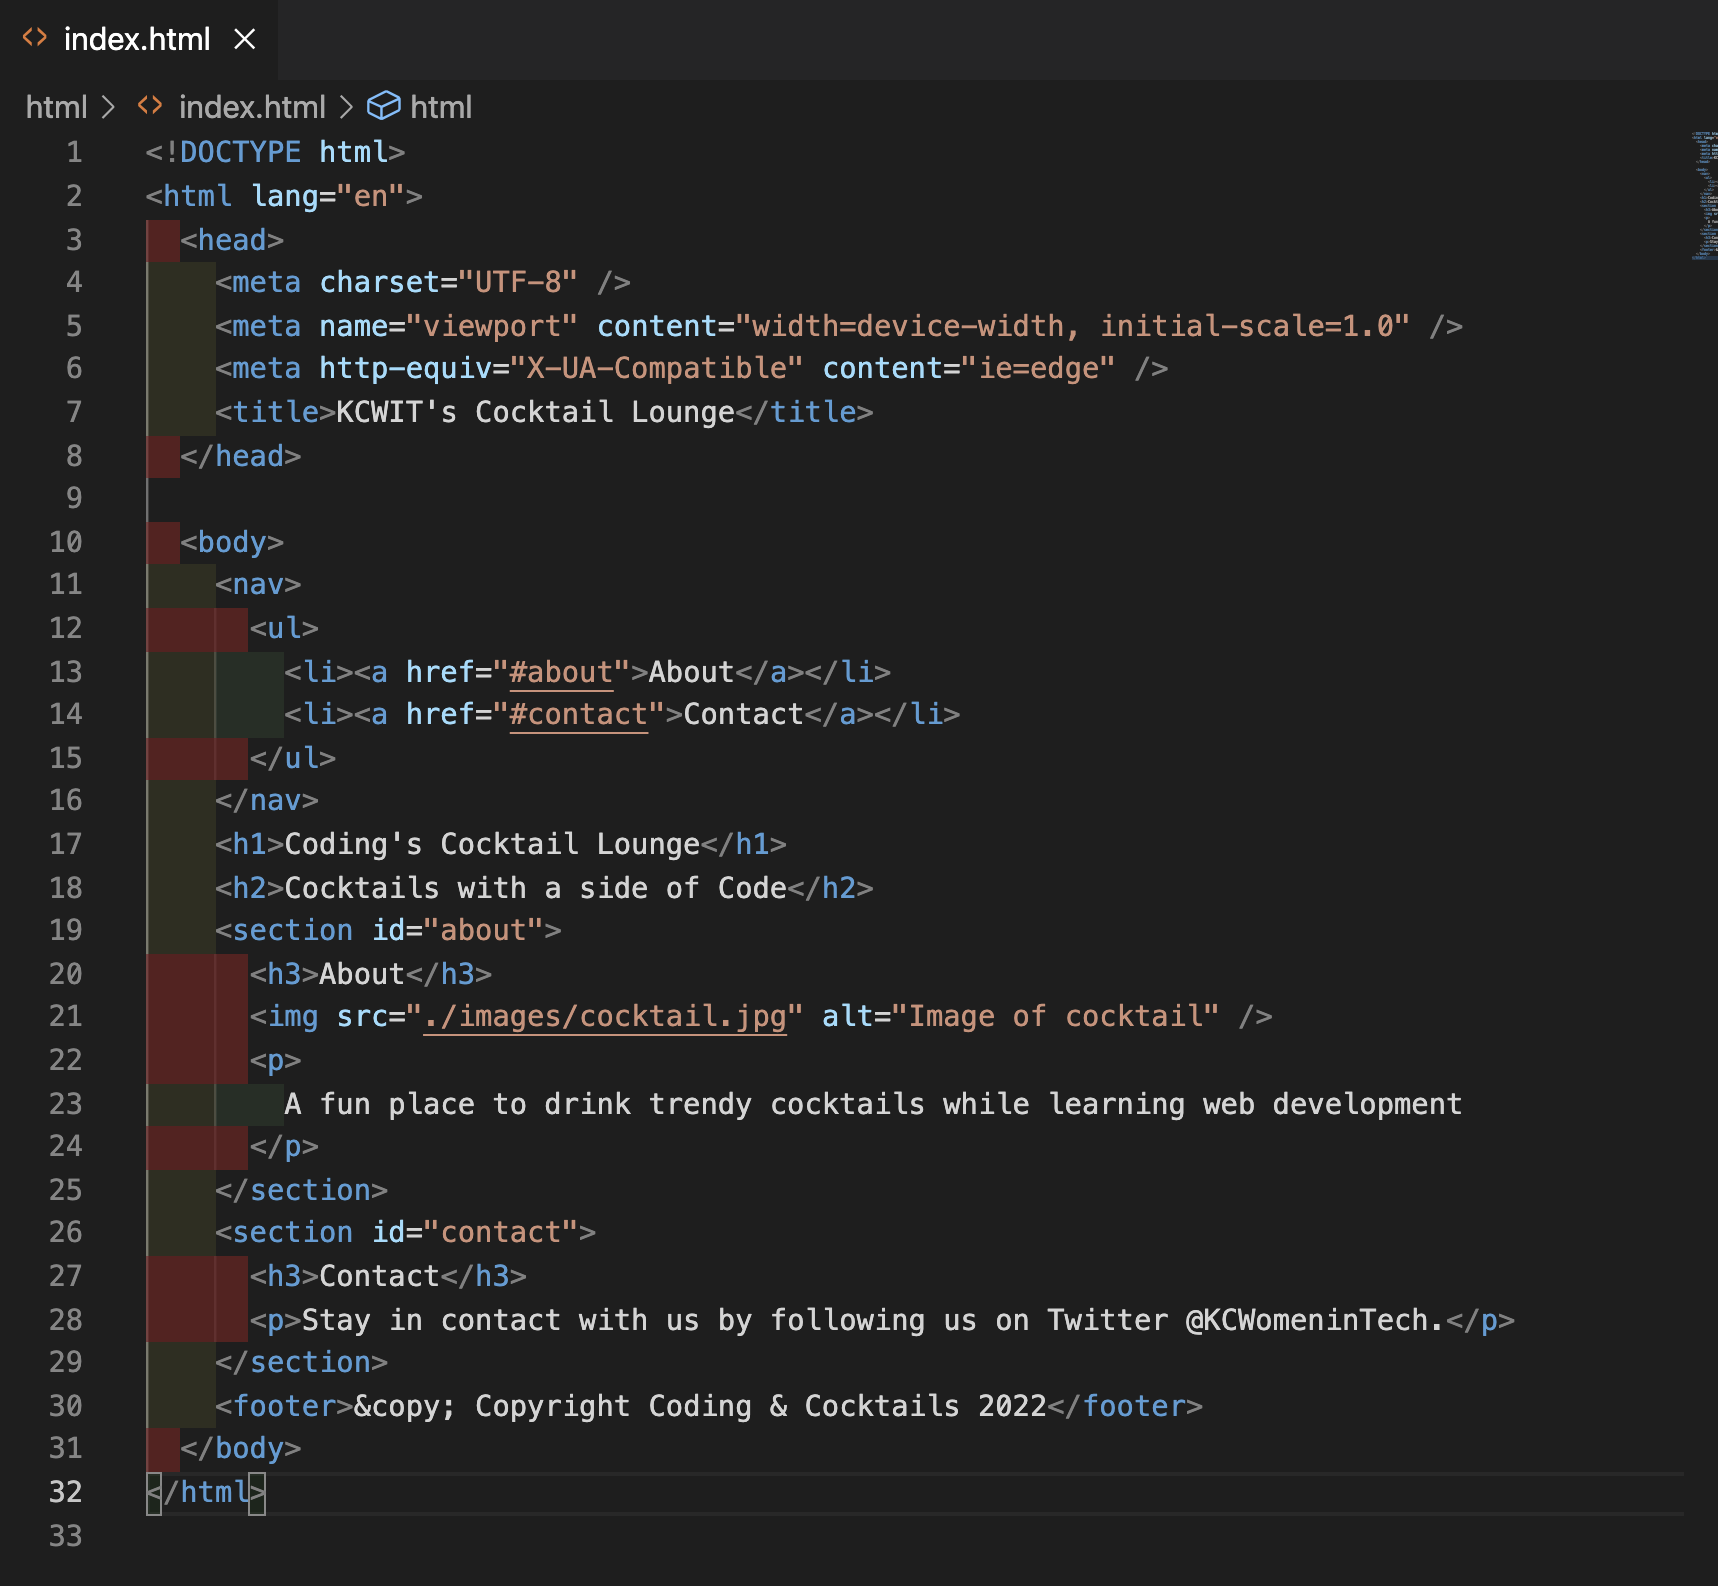 index.html
html > index.html > html
1 <!DOCTYPE html>
2 <html lang="en">
3   <head>
4     <meta charset="UTF-8" />
5     <meta name="viewport" content="width=device-width, initial-scale=1.0" />
6     <meta http-equiv="X-UA-Compatible" content="ie=edge" />
7     <title>KCWIT's Cocktail Lounge</title>
8   </head>
9
10   <body>
11     <nav>
12       <ul>
13         <li><a href="#about">About</a></li>
14         <li><a href="#contact">Contact</a></li>
15       </ul>
16     </nav>
17     <h1>Coding's Cocktail Lounge</h1>
18     <h2>Cocktails with a side of Code</h2>
19     <section id="about">
20       <h3>About</h3>
21       <img src="./images/cocktail.jpg" alt="Image of cocktail" />
22       <p>
23         A fun place to drink trendy cocktails while learning web development
24       </p>
25     </section>
26     <section id="contact">
27       <h3>Contact</h3>
28       <p>Stay in contact with us by following us on Twitter @KCWomeninTech.</p>
29     </section>
30     <footer>&copy; Copyright Coding & Cocktails 2022</footer>
31   </body>
32 </html>
33